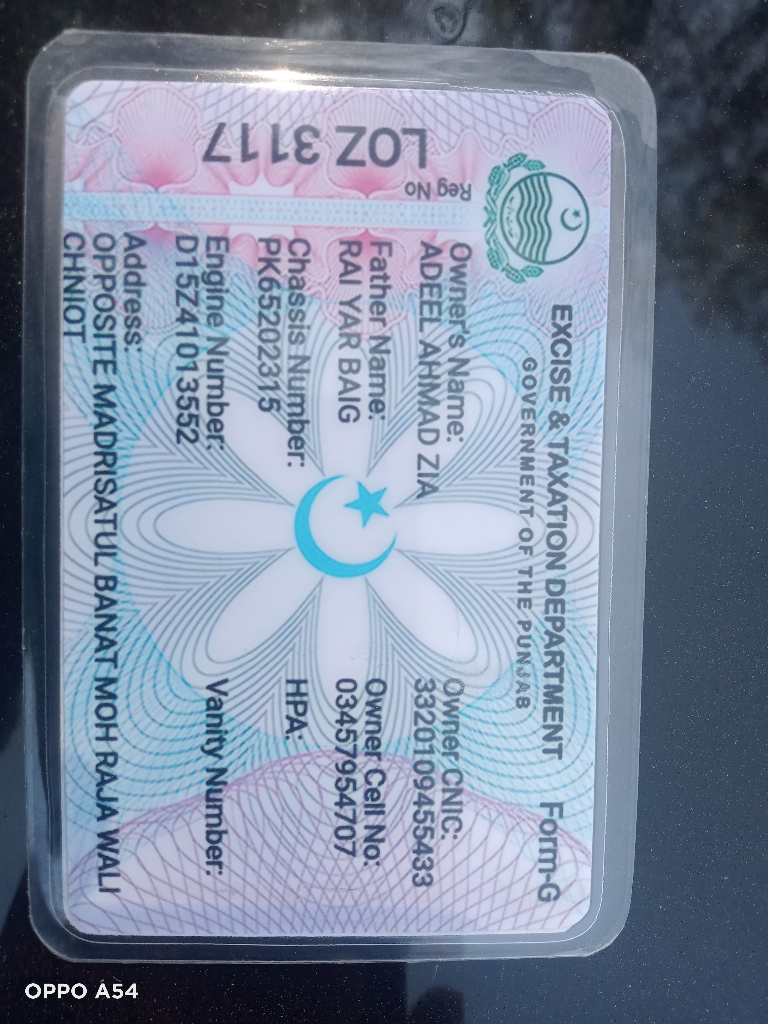 EXCISE & TAXATION DEPARTMENT Form-G
GOVERNMENT OF THE PUNJAB
Reg No
LOZ 3117
Owner's Name:
ADEEL AHMAD ZIA
Owner CNIC:
3320109455433
Father Name:
RAI YAR BAIG
Owner Cell No:
03457954707
Chassis Number:
PK65202315
HPA:
Engine Number:
D15Z41013552
Vanity Number:
Address:
OPPOSITE MADRISATUL BANAT MOH RAJA WALI
CHNIOT
OPPO A54